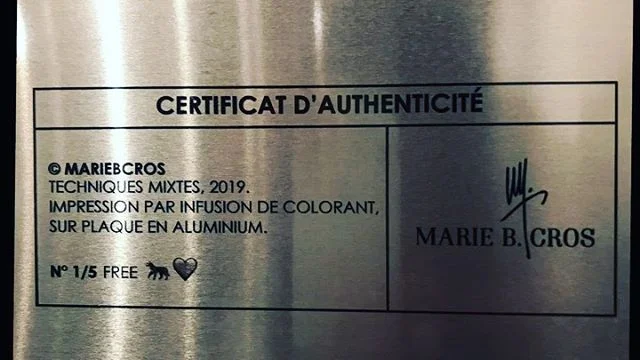 CERTIFICAT D'AUTHENTICITÉ
© MARIEBCROS
TECHNIQUES MIXTES, 2019.
IMPRESSION PAR INFUSION DE COLORANT,
SUR PLAQUE EN ALUMINIUM.
N° 1/5 FREE
MARIE B. CROS